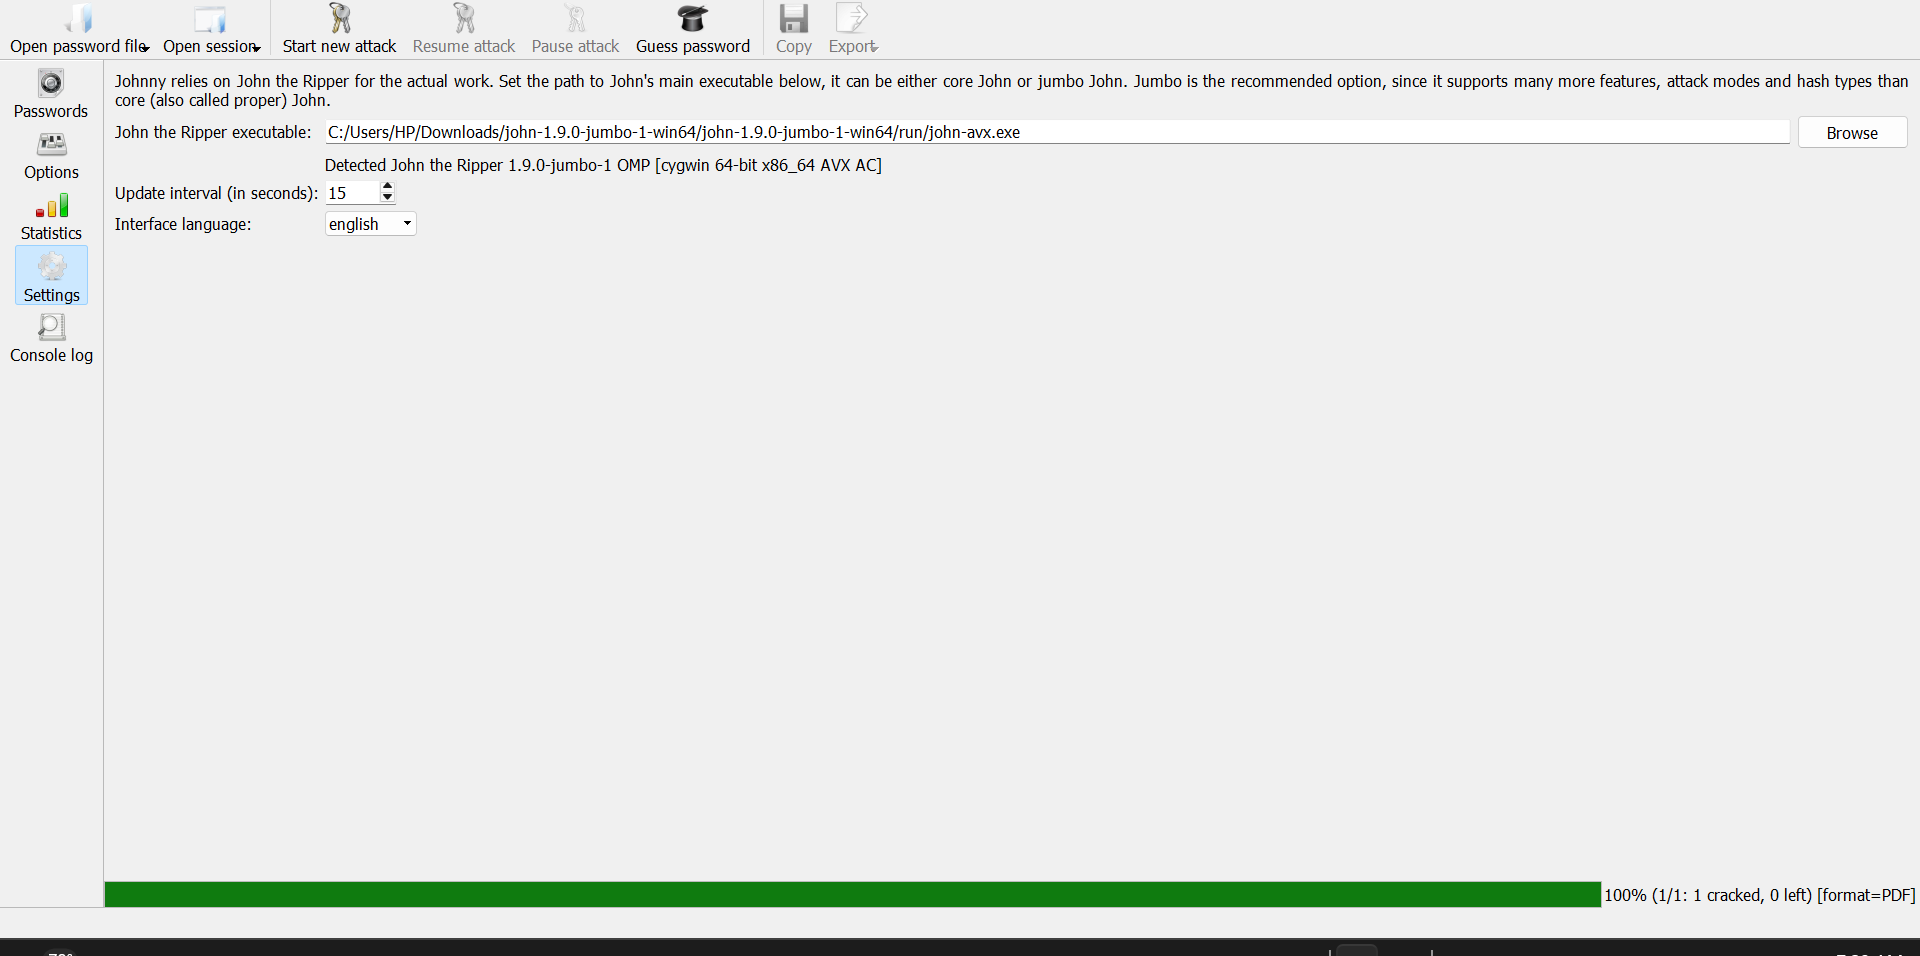 Open password file
Open session
Start new attack
Resume attack
Pause attack
Guess password
Copy
Export
Passwords
Options
Statistics
Settings
Console log
Johnny relies on John the Ripper for the actual work. Set the path to John's main executable below, it can be either core John or jumbo John. Jumbo is the recommended option, since it supports many more features, attack modes and hash types than
core (also called proper) John.
John the Ripper executable: C:/Users/HP/Downloads/john-1.9.0-jumbo-1-win64/john-1.9.0-jumbo-1-win64/run/john-avx.exe Browse
Detected John the Ripper 1.9.0-jumbo-1 OMP [cygwin 64-bit x86_64 AVX AC]
Update interval (in seconds): 15
Interface language: english
100% (1/1: 1 cracked, 0 left) [format=PDF]